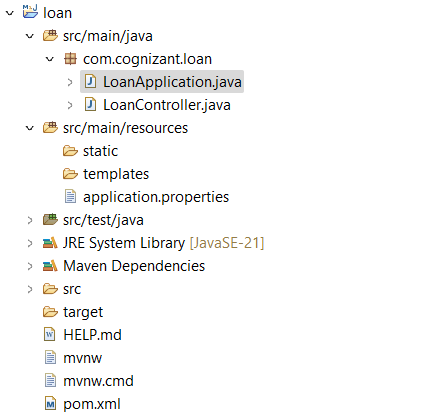 loan
src/main/java
com.cognizant.loan
LoanApplication.java
LoanController.java
src/main/resources
static
templates
application.properties
src/test/java
JRE System Library [JavaSE-21]
Maven Dependencies
src
target
HELP.md
mvnw
mvnw.cmd
pom.xml